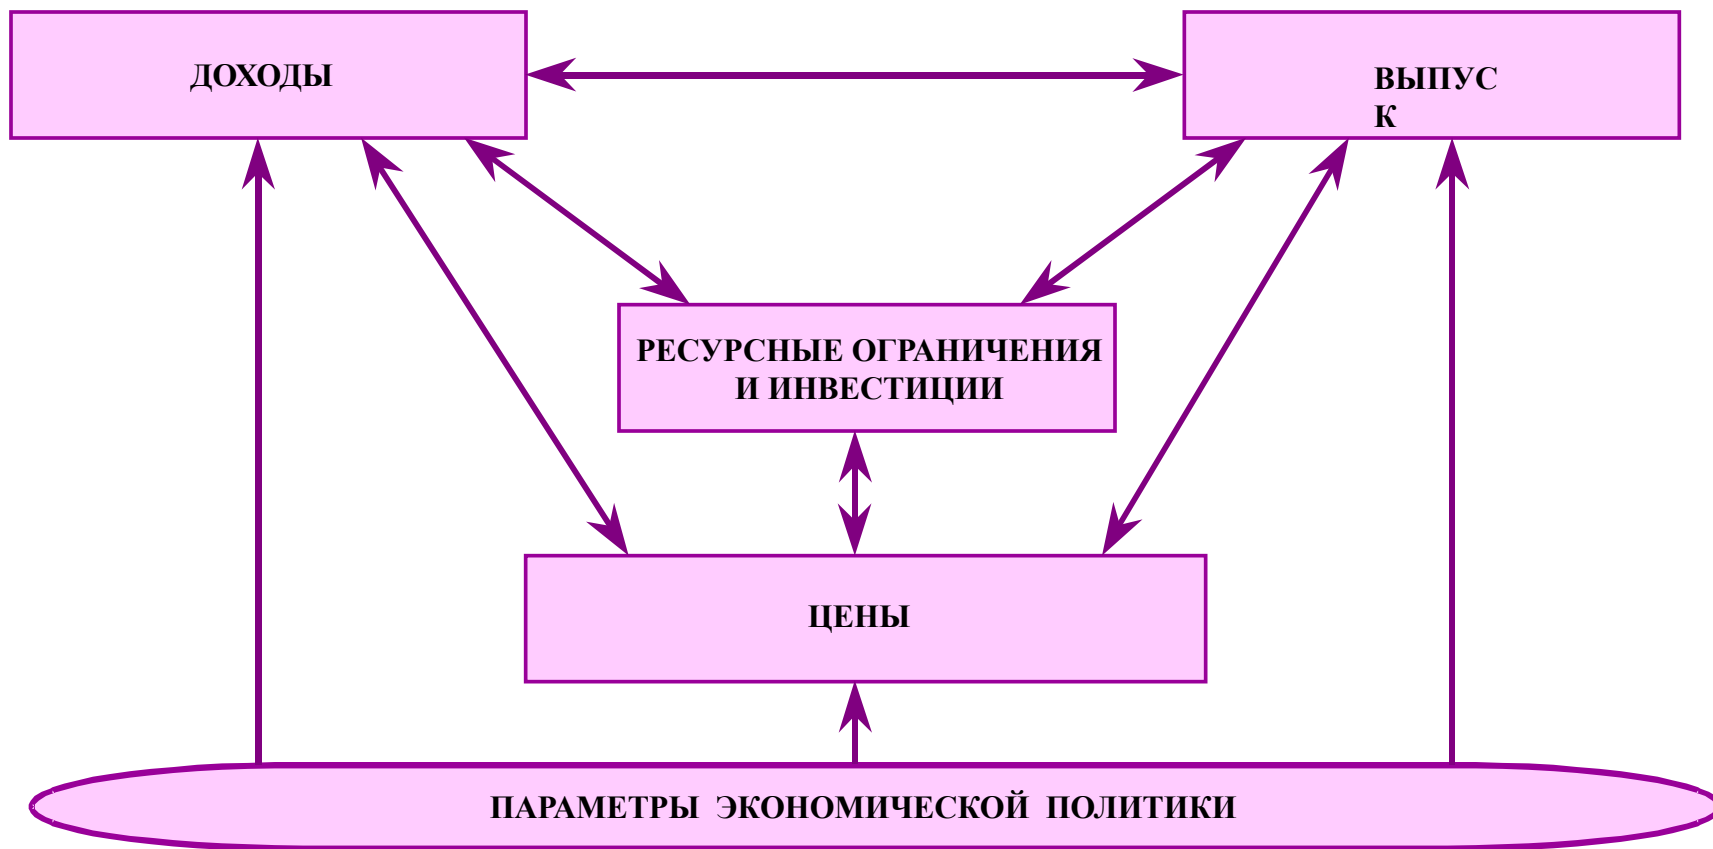 ДОХОДЫ
ВЫПУС
К
РЕСУРСНЫЕ ОГРАНИЧЕНИЯ
И ИНВЕСТИЦИИ
ЦЕНЫ
ПАРАМЕТРЫ ЭКОНОМИЧЕСКОЙ ПОЛИТИКИ